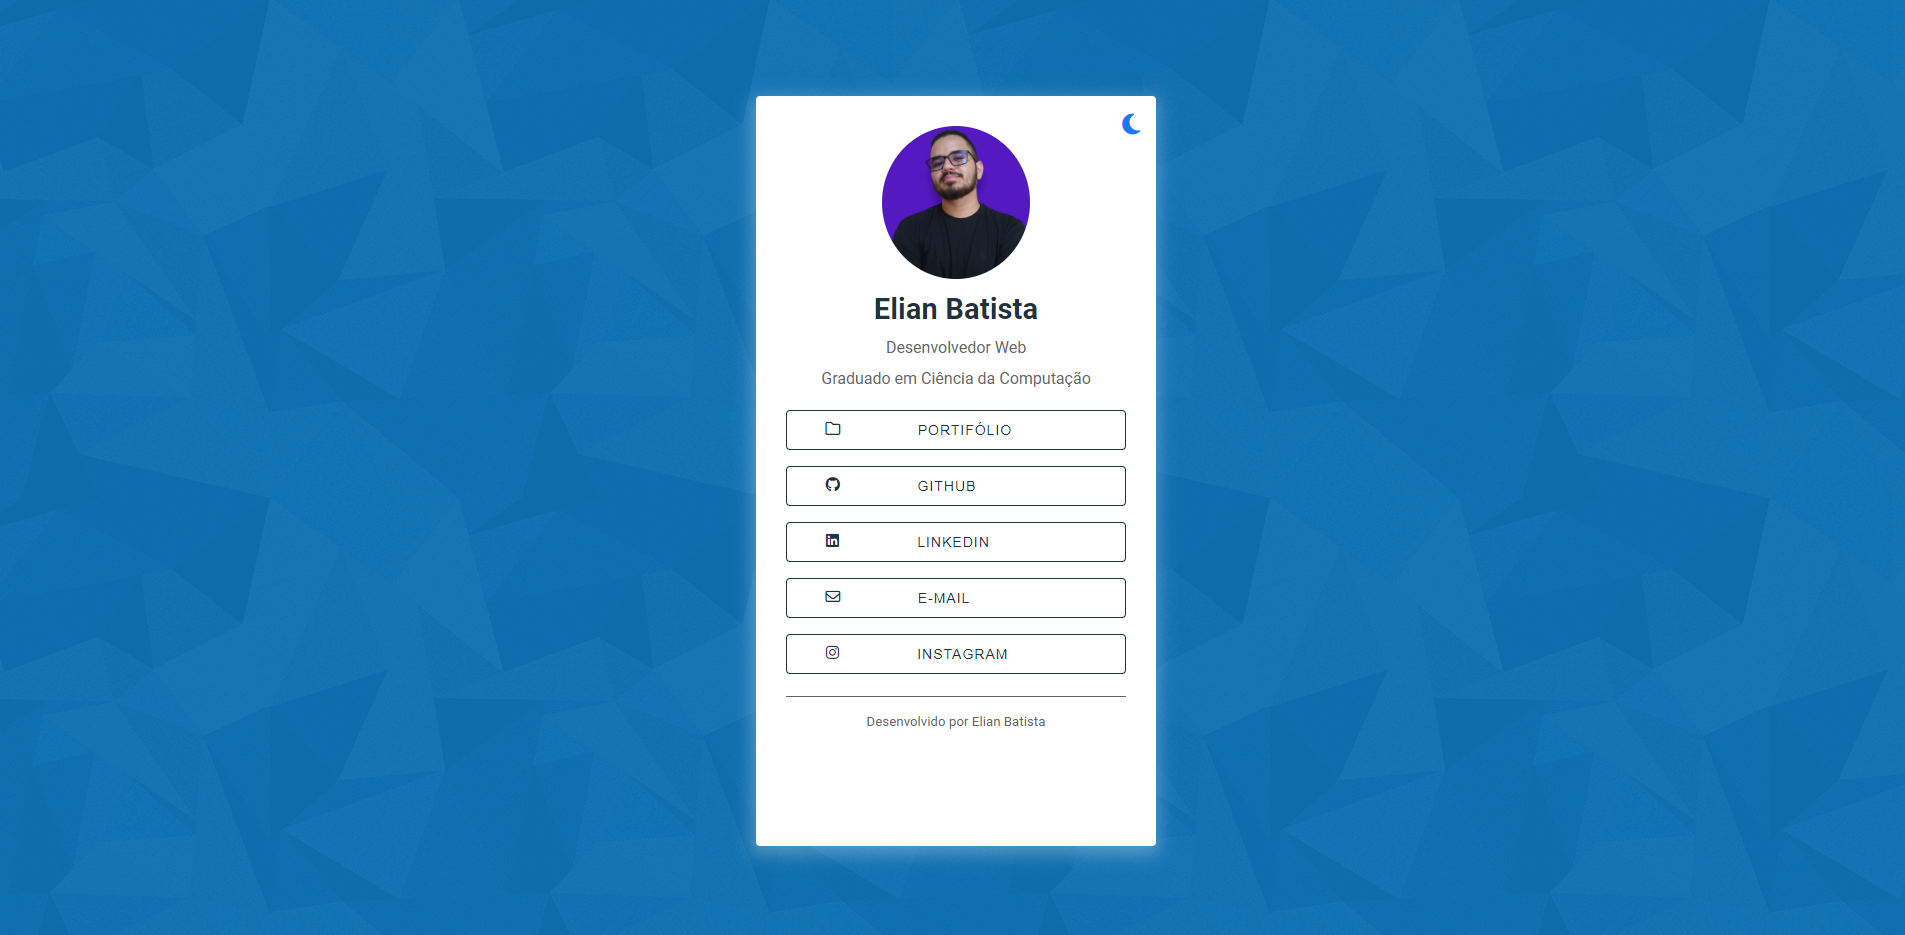 Elian Batista
Desenvolvedor Web
Graduado em Ciência da Computação
PORTIFÓLIO
GITHUB
LINKEDIN
E-MAIL
INSTAGRAM
Desenvolvido por Elian Batista